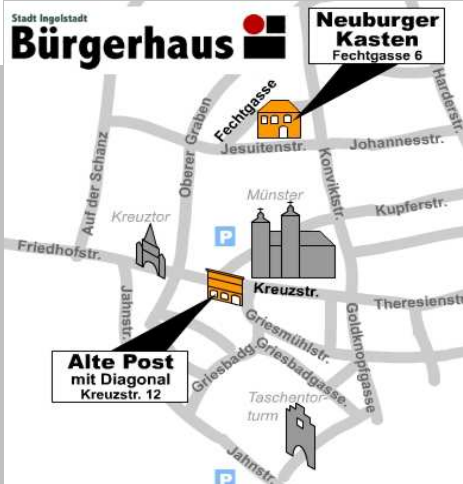 Stadt Ingolstadt
Bürgerhaus
Neuburger
Kasten
Fechtgasse 6
Fechtgasse
Harderstr.
Oberer Graben
Auf der Schanz
Jesuitenstr.
Johannesstr.
Konviktstr.
Münster
Kupferstr.
Kreuztor
P
Friedhofstr.
Kreuzstr.
Theresienstr
Jahnstr.
Griesmühlstr.
Goldknopfgasse
Alte Post
mit Diagonal
Kreuzstr. 12
Griesbadg.
Griesbadgasse.
Taschentor-
turm
Jahnstr.
P